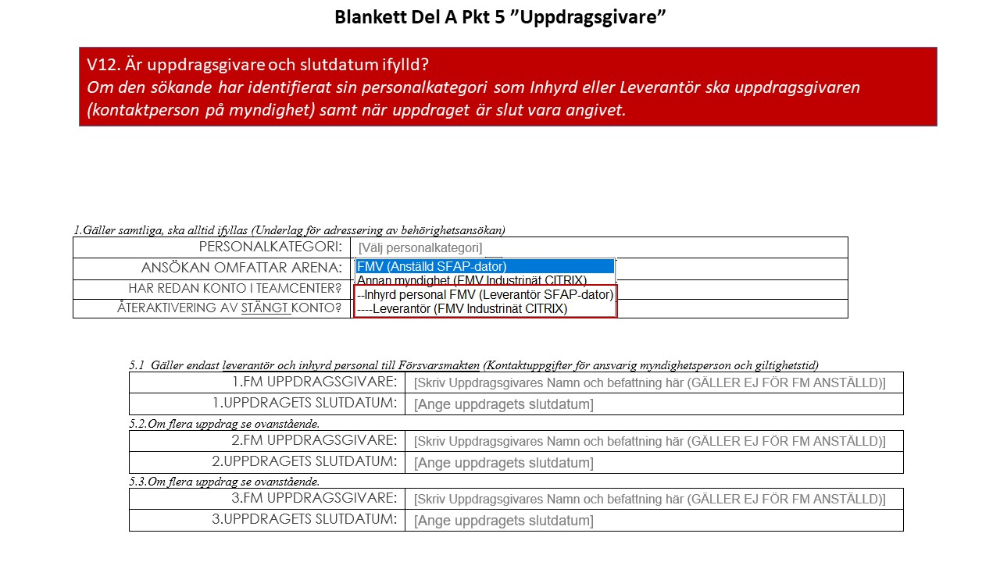 Blankett Del A Pkt 5 ”Uppdragsgivare”
V12. Är uppdragsgivare och slutdatum ifylld?
Om den sökande har identifierat sin personalkategori som Inhyrd eller Leverantör ska uppdragsgivaren
(kontaktperson på myndighet) samt när uppdraget är slut vara angivet.
1.Gäller samtliga, ska alltid ifyllas (Underlag för adressering av behörighetsansökan)
PERSONALKATEGORI: [Välj personalkategori]
ANSÖKAN OMFATTAR ARENA: FMV (Anställd SFAP-dator)
Annan myndighet (FMV Industrinät CITRIX)
HAR REDAN KONTO I TEAMCENTER? --Inhyrd personal FMV (Leverantör SFAP-dator)
ÅTERAKTIVERING AV STÄNGT KONTO? ----Leverantör (FMV Industrinät CITRIX)
5.1 Gäller endast leverantör och inhyrd personal till Försvarsmakten (Kontaktuppgifter för ansvarig myndighetsperson och giltighetstid)
1.FM UPPDRAGSGIVARE: [Skriv Uppdragsgivares Namn och befattning här (GÄLLER EJ FÖR FM ANSTÄLLD)]
1.UPPDRAGETS SLUTDATUM: [Ange uppdragets slutdatum]
5.2.Om flera uppdrag se ovanstående.
2.FM UPPDRAGSGIVARE: [Skriv Uppdragsgivares Namn och befattning här (GÄLLER EJ FÖR FM ANSTÄLLD)]
2.UPPDRAGETS SLUTDATUM: [Ange uppdragets slutdatum]
5.3.Om flera uppdrag se ovanstående.
3.FM UPPDRAGSGIVARE: [Skriv Uppdragsgivares Namn och befattning här (GÄLLER EJ FÖR FM ANSTÄLLD)]
3.UPPDRAGETS SLUTDATUM: [Ange uppdragets slutdatum]